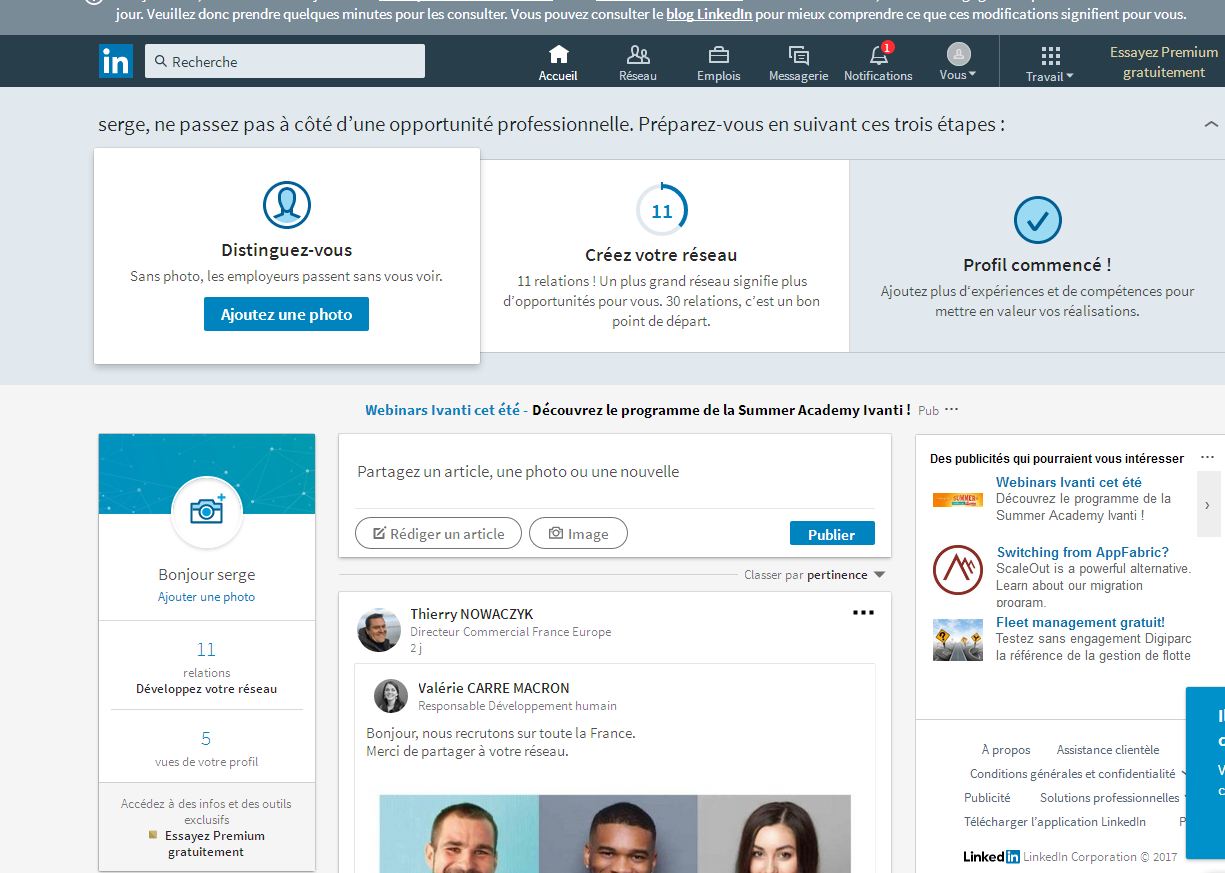 jour. Veuillez donc prendre quelques minutes pour les consulter. Vous pouvez consulter le blog LinkedIn pour mieux comprendre ce que ces modifications signifient pour vous.
in
Recherche
Accueil
Réseau
Emplois
Messagerie
1
Notifications
Vous
Travail
Essayez Premium
gratuitement
serge, ne passez pas à côté d'une opportunité professionnelle. Préparez-vous en suivant ces trois étapes :
Distinguez-vous
Sans photo, les employeurs passent sans vous voir.
Ajoutez une photo
11
Créez votre réseau
11 relations ! Un plus grand réseau signifie plus
d'opportunités pour vous. 30 relations, c'est un bon
point de départ.
Profil commencé !
Ajoutez plus d'expériences et de compétences pour
mettre en valeur vos réalisations.
Webinars Ivanti cet été - Découvrez le programme de la Summer Academy Ivanti ! Pub ...
Bonjour serge
Ajouter une photo
11
relations
Développez votre réseau
5
vues de votre profil
Accédez à des infos et des outils
exclusifs
Essayez Premium
gratuitement
Partagez un article, une photo ou une nouvelle
Rédiger un article
Image
Publier
Classer par pertinence
Thierry NOWACZYK
Directeur Commercial France Europe
2 j
Valérie CARRE MACRON
Responsable Développement humain
Bonjour, nous recrutons sur toute la France.
Merci de partager à votre réseau.
Des publicités qui pourraient vous intéresser
SUMMER
Webinars Ivanti cet été
Découvrez le programme de la
Summer Academy Ivanti !
Switching from AppFabric?
ScaleOut is a powerful alternative.
Learn about our migration
program.
Fleet management gratuit!
Testez sans engagement Digiparc
la référence de la gestion de flotte
À propos
Assistance clientèle
Conditions générales et confidentialité
Publicité
Solutions professionnelles
Télécharger l'application LinkedIn
LinkedIn LinkedIn Corporation © 2017